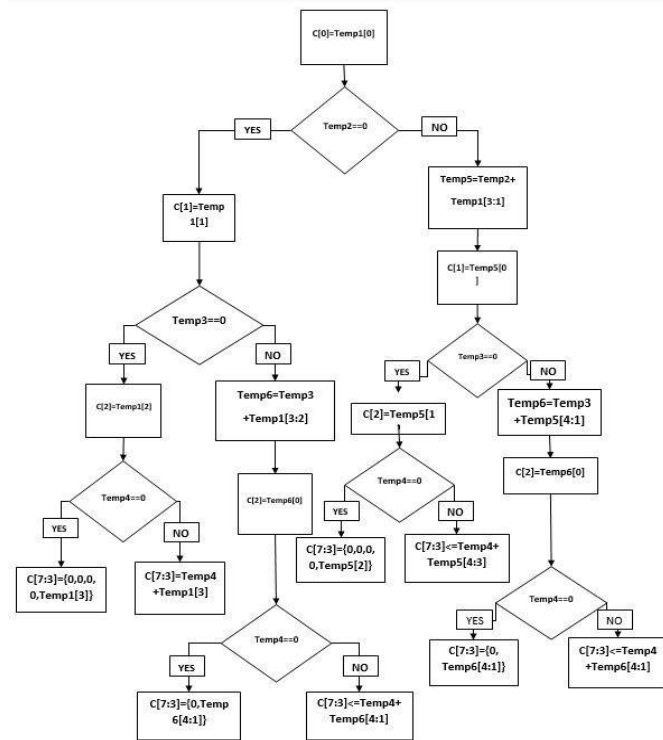 C[0]=Temp1[0]
Temp2==0
YES
NO
C[1]=Temp
1[1]
Temp5=Temp2+
Temp1[3:1]
C[1]=Temp5[0
]
Temp3==0
YES
NO
Temp3==0
YES
NO
C[2]=Temp1[2]
Temp6=Temp3
+Temp1[3:2]
C[2]=Temp5[1
Temp6=Temp3
+Temp5[4:1]
Temp4==0
YES
NO
C[2]=Temp6[0]
Temp4==0
YES
NO
C[2]=Temp6[0]
C[7:3]={0,0,0,
0,Temp1[3]}
C[7:3]=Temp4
+Temp1[3]
C[7:3]={0,0,0,
0,Temp5[2]}
C[7:3]<=Temp4+
Temp5[4:3]
Temp4==0
YES
NO
Temp4==0
YES
NO
C[7:3]={0,Temp
6[4:1]}
C[7:3]<=Temp4+
Temp6[4:1]
C[7:3]={0,
Temp6[4:1]}
C[7:3]<=Temp4
+Temp6[4:1]